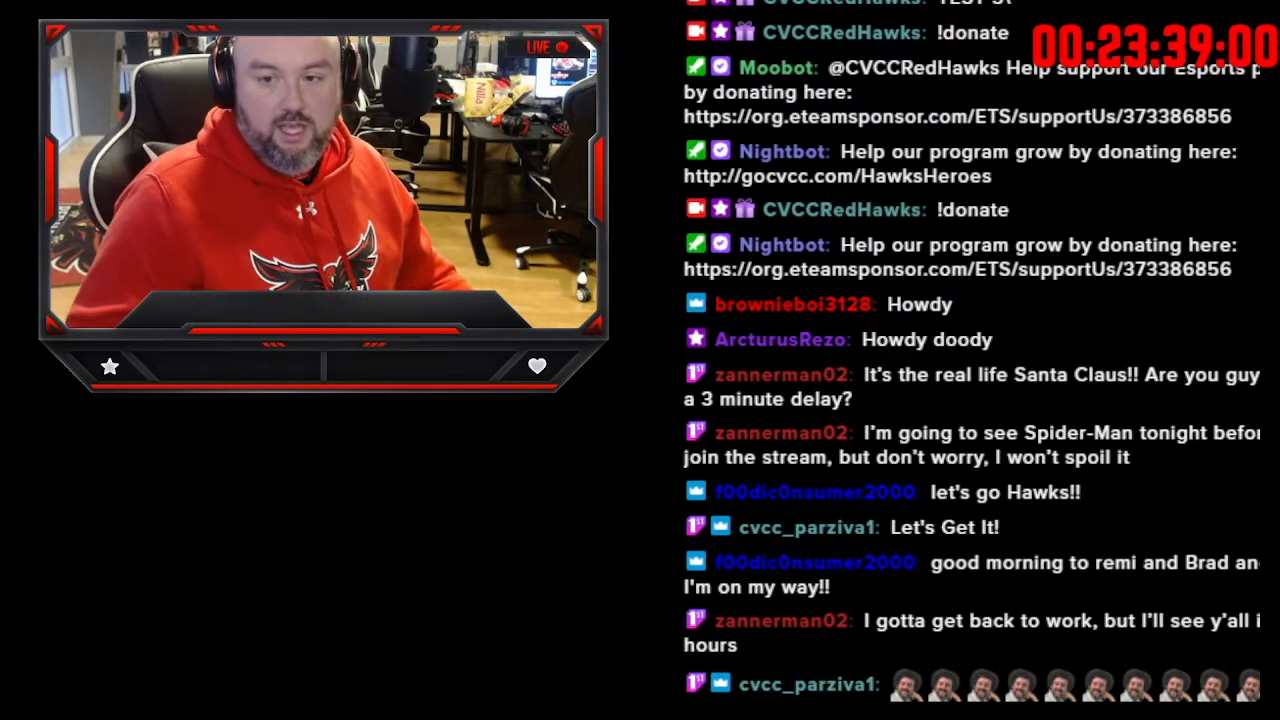 LIVE
Nilla
00:23:39:00
CVCCRedHawks:
CVCCRedHawks: !donate
Moobot: @CVCCRedHawks Help support our Esports p
by donating here:
https://org.eteamsponsor.com/ETS/supportUs/373386856
Nightbot: Help our program grow by donating here:
http://gocvcc.com/HawksHeroes
CVCCRedHawks: !donate
Nightbot: Help our program grow by donating here:
https://org.eteamsponsor.com/ETS/supportUs/373386856
brownieboi3128: Howdy
ArcturusRezo: Howdy doody
zannerman02: It's the real life Santa Claus!! Are you guy
a 3 minute delay?
zannerman02: I'm going to see Spider-Man tonight befor
join the stream, but don't worry, I won't spoil it
f00dic0nsumer2000: let's go Hawks!!
cvcc_parziva1: Let's Get It!
f00dic0nsumer2000: good morning to remi and Brad an
I'm on my way!!
zannerman02: I gotta get back to work, but I'll see y'all i
hours
cvcc_parziva1: